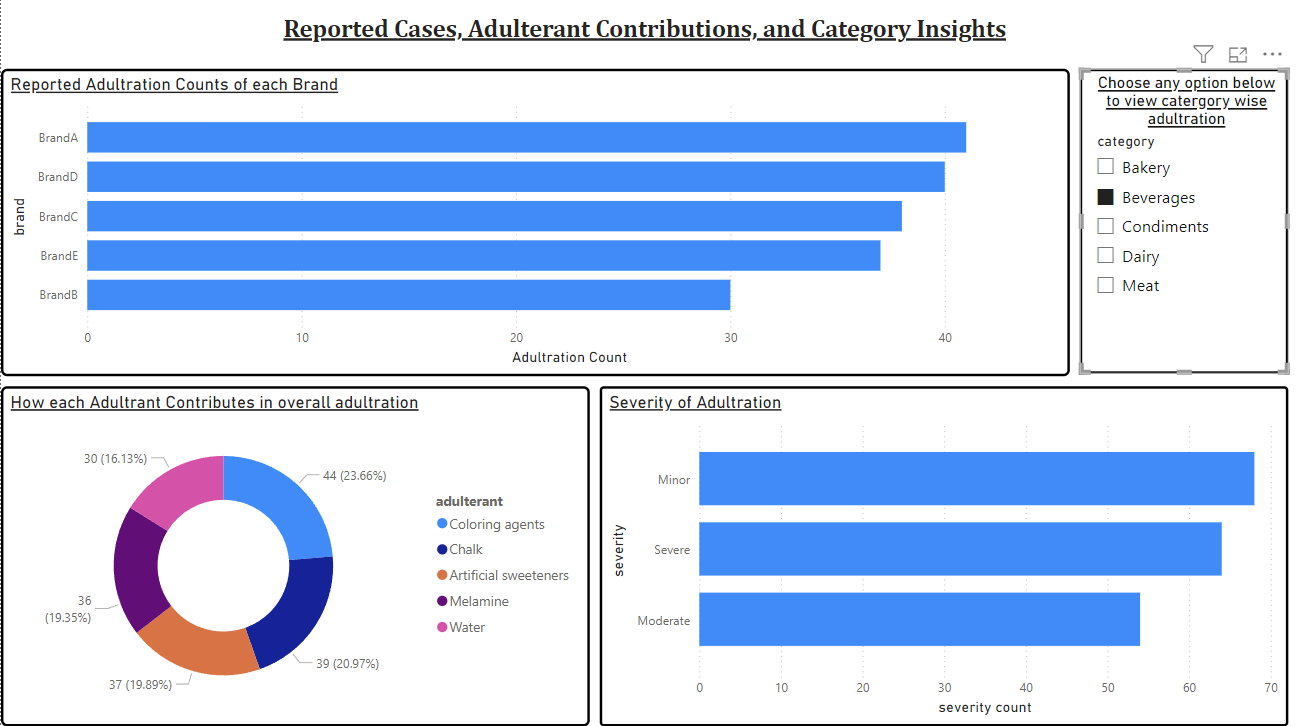 Reported Cases, Adulterant Contributions, and Category Insights
Reported Adultration Counts of each Brand
brand
BrandA
BrandD
BrandC
BrandE
BrandB
0 10 20 30 40
Adultration Count
Choose any option below
to view catergory wise
adultration
category
Bakery
Beverages
Condiments
Dairy
Meat
How each Adultrant Contributes in overall adultration
30 (16.13%)
44 (23.66%)
36
(19.35%)
39 (20.97%)
37 (19.89%)
adulterant
Coloring agents
Chalk
Artificial sweeteners
Melamine
Water
Severity of Adultration
severity
Minor
Severe
Moderate
0 10 20 30 40 50 60 70
severity count